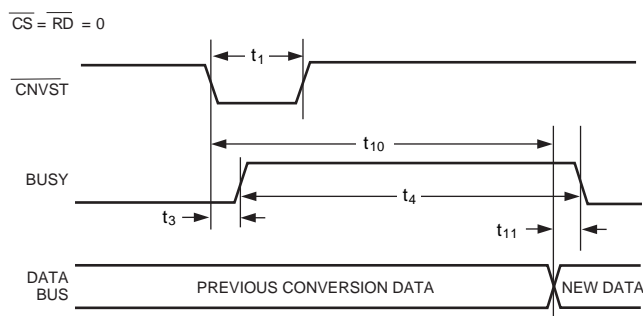 CS = RD = 0
t1
CNVST
t10
BUSY
t4
t3
t11
DATA
BUS
PREVIOUS CONVERSION DATA
NEW DATA